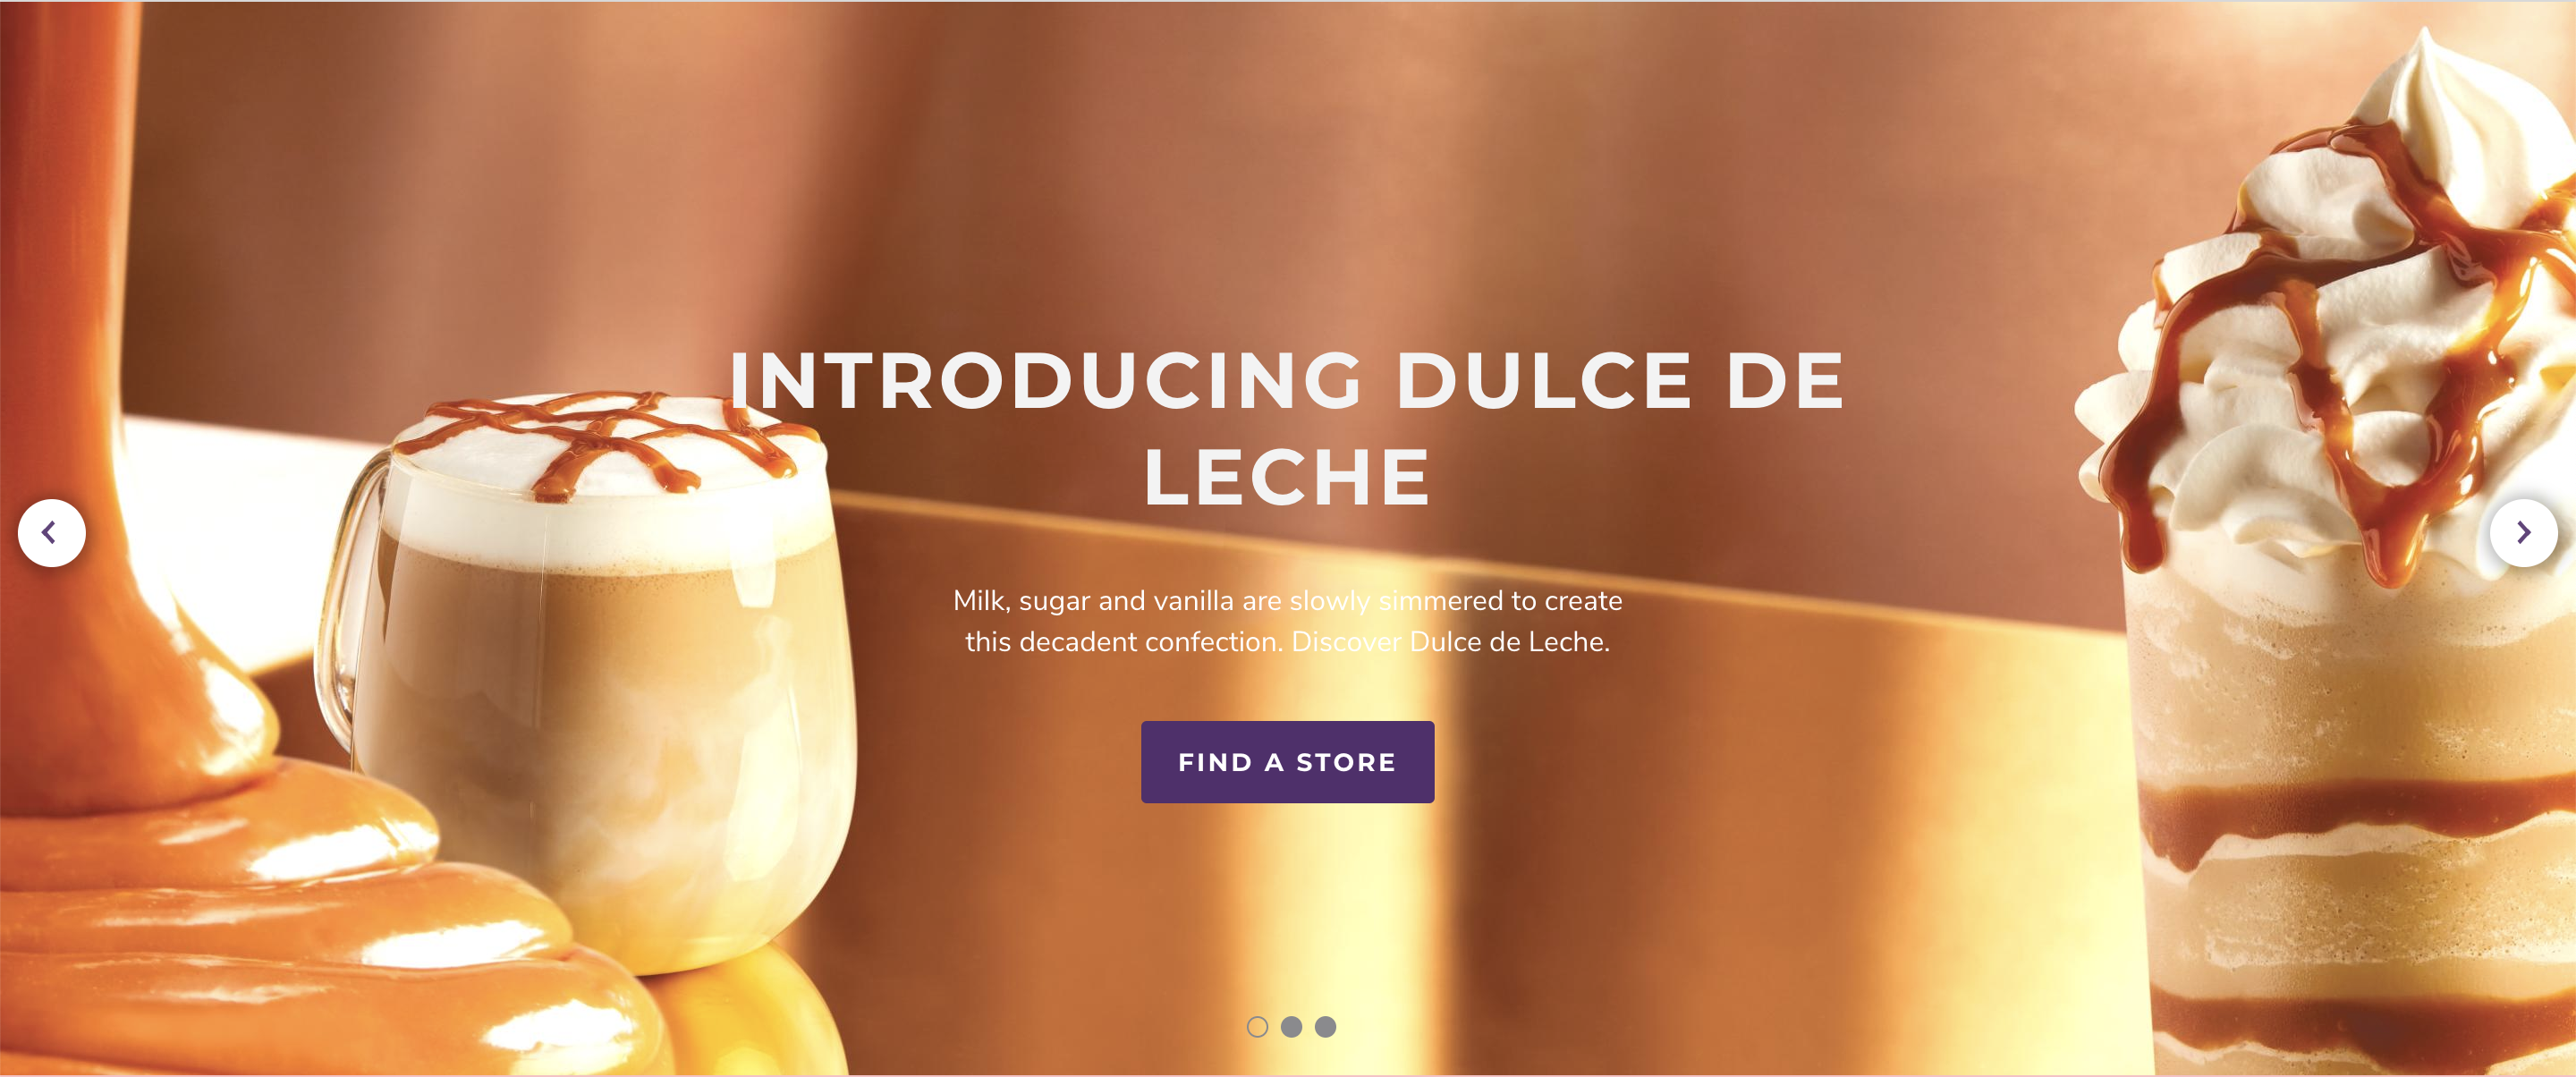 INTRODUCING DULCE DE
LECHE
Milk, sugar and vanilla are slowly simmered to create
this decadent confection. Discover Dulce de Leche.
FIND A STORE